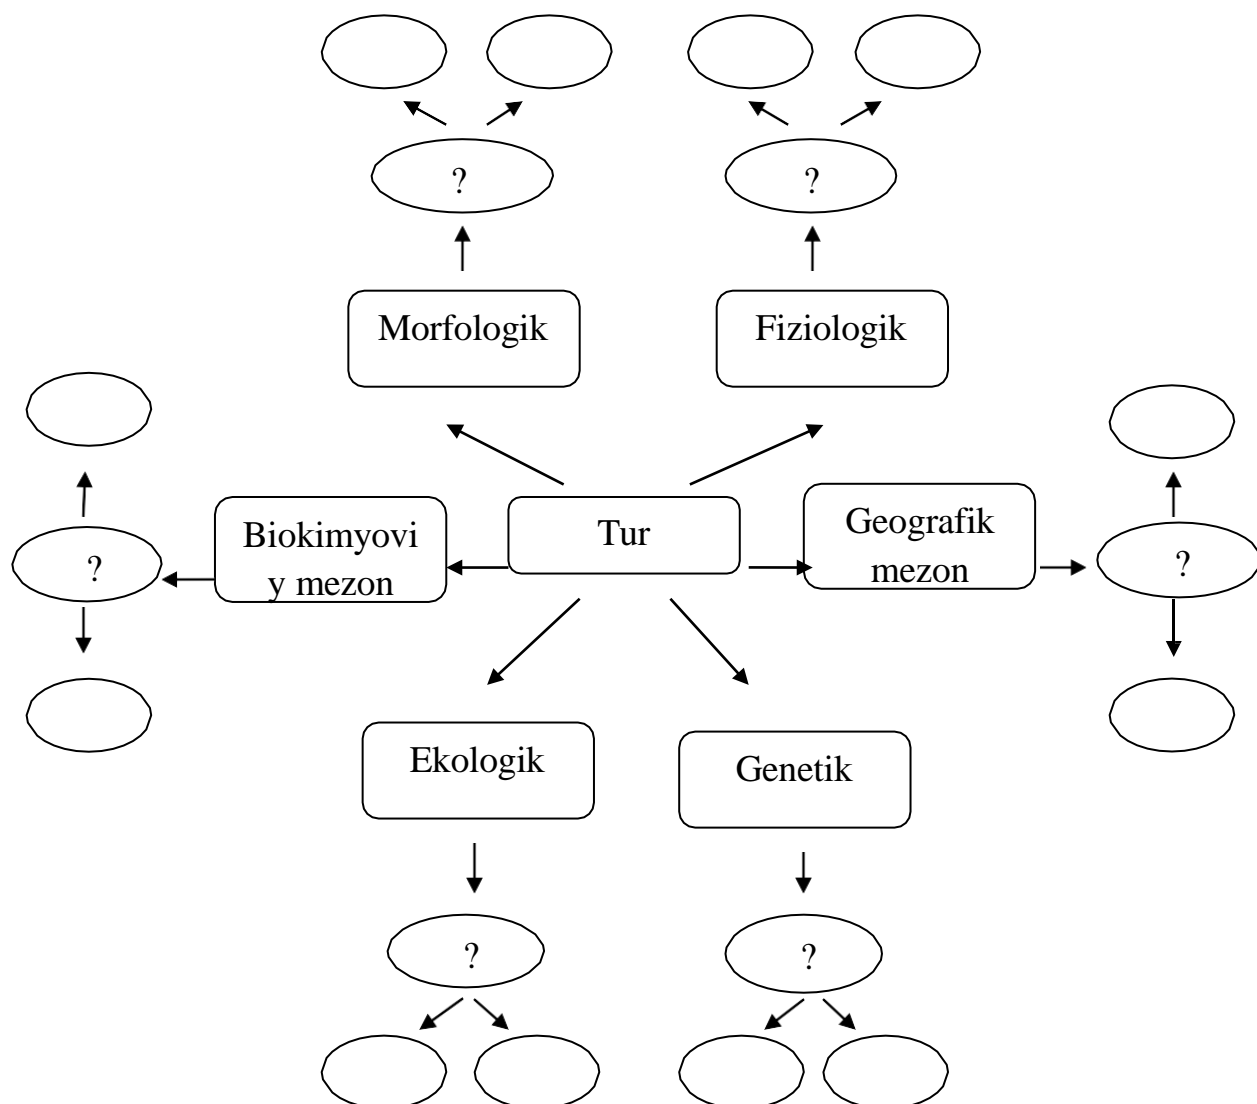 ?
?
Morfologik
Fiziologik
Biokimyovi
y mezon
Tur
Geografik
mezon
?
?
Ekologik
Genetik
?
?